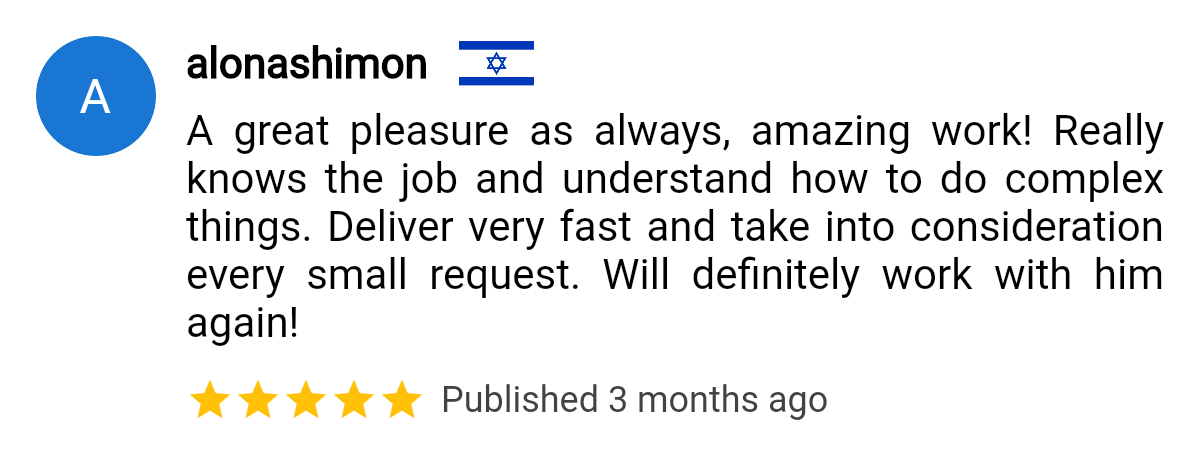 A
alonashimon
A great pleasure as always, amazing work! Really
knows the job and understand how to do complex
things. Deliver very fast and take into consideration
every small request. Will definitely work with him
again!
Published 3 months ago